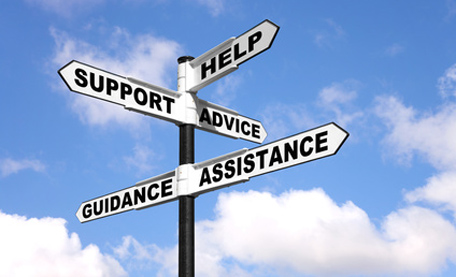 HELP
SUPPORT
ADVICE
ASSISTANCE
GUIDANCE